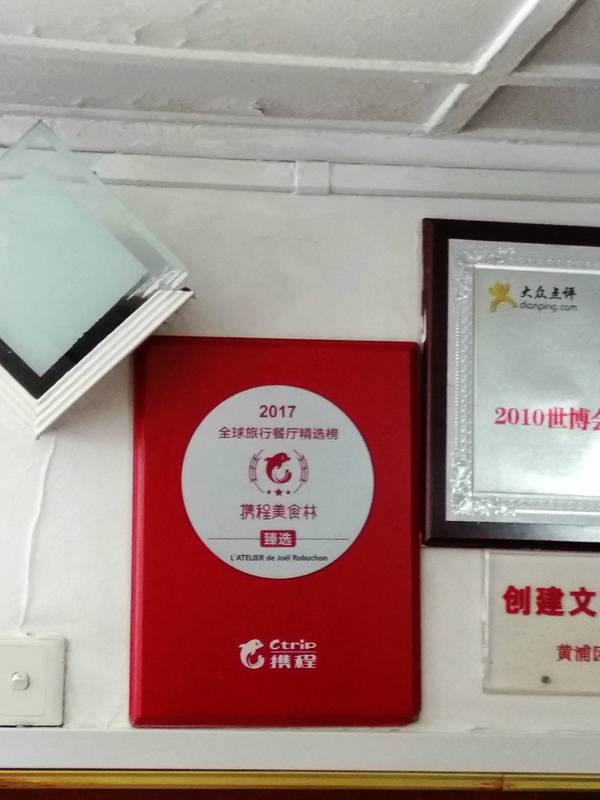 2017
全球旅行餐厅精选榜
携程美食林
臻选
L'ATELIER de Joël Robuchon
Ctrip
携程
大众点评
dianping.com
2010世博
创建文
黄浦区